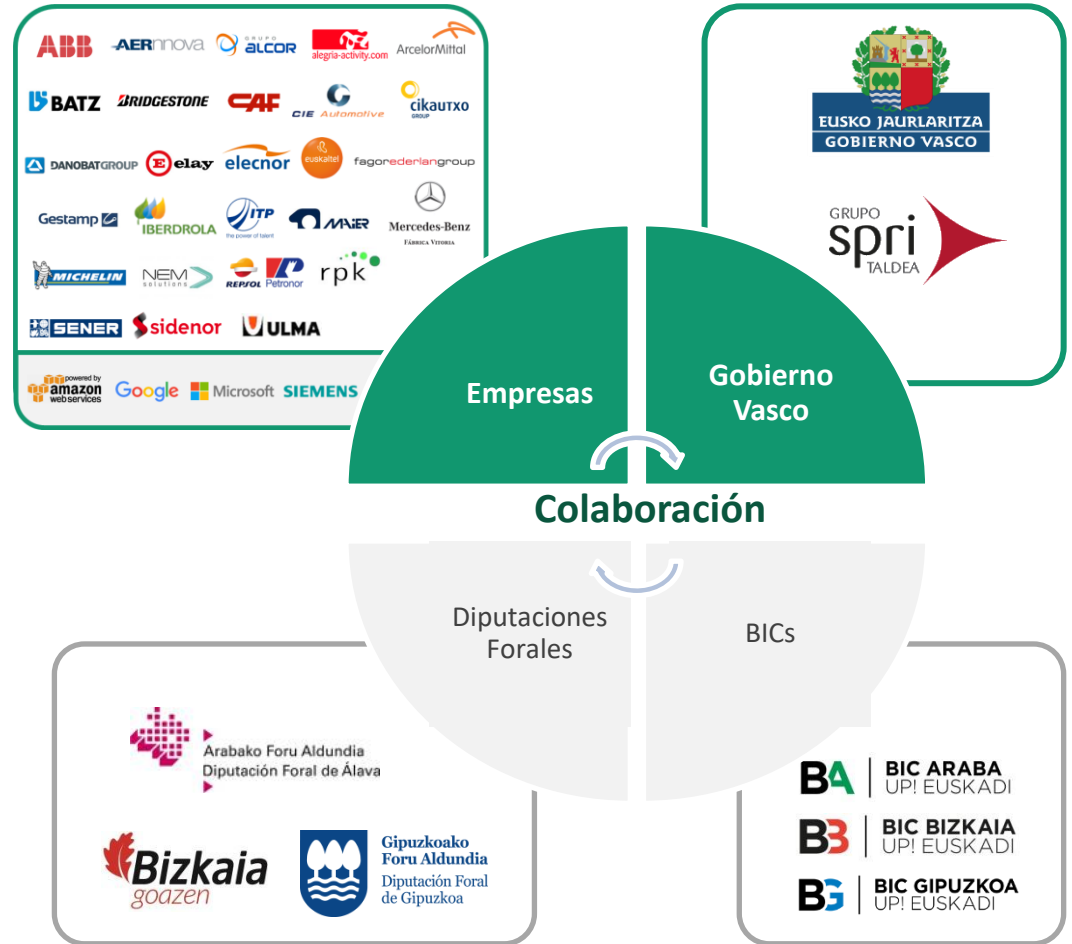 ABB
AERnnova
GRUPO
ALCOR
alegria-activity.com
ArcelorMittal
BATZ
BRIDGESTONE
CAF
CIE Automotive
cikautxo
GROUP
DANOBATGROUP
E elay
elecnor
euskaltel
fagorederlangroup
Gestamp
IBERDROLA
ITP
the power of talent
MAIER
Mercedes-Benz
FÁBRICA VITORIA
MICHELIN
NEM
solutions
REPSOL
Petronor
rpk
SENER
sidenor
ULMA
powered by
amazon
web services
Google
Microsoft
SIEMENS
EUSKO JAURLARITZA
GOBIERNO VASCO
GRUPO
spri
TALDEA
Empresas
Gobierno
Vasco
Colaboración
Diputaciones
Forales
BICs
Arabako Foru Aldundia
Diputación Foral de Álava
Bizkaia
goazen
Gipuzkoako
Foru Aldundia
Diputación Foral
de Gipuzkoa
BA
BIC ARABA
UP! EUSKADI
BB
BIC BIZKAIA
UP! EUSKADI
BG
BIC GIPUZKOA
UP! EUSKADI